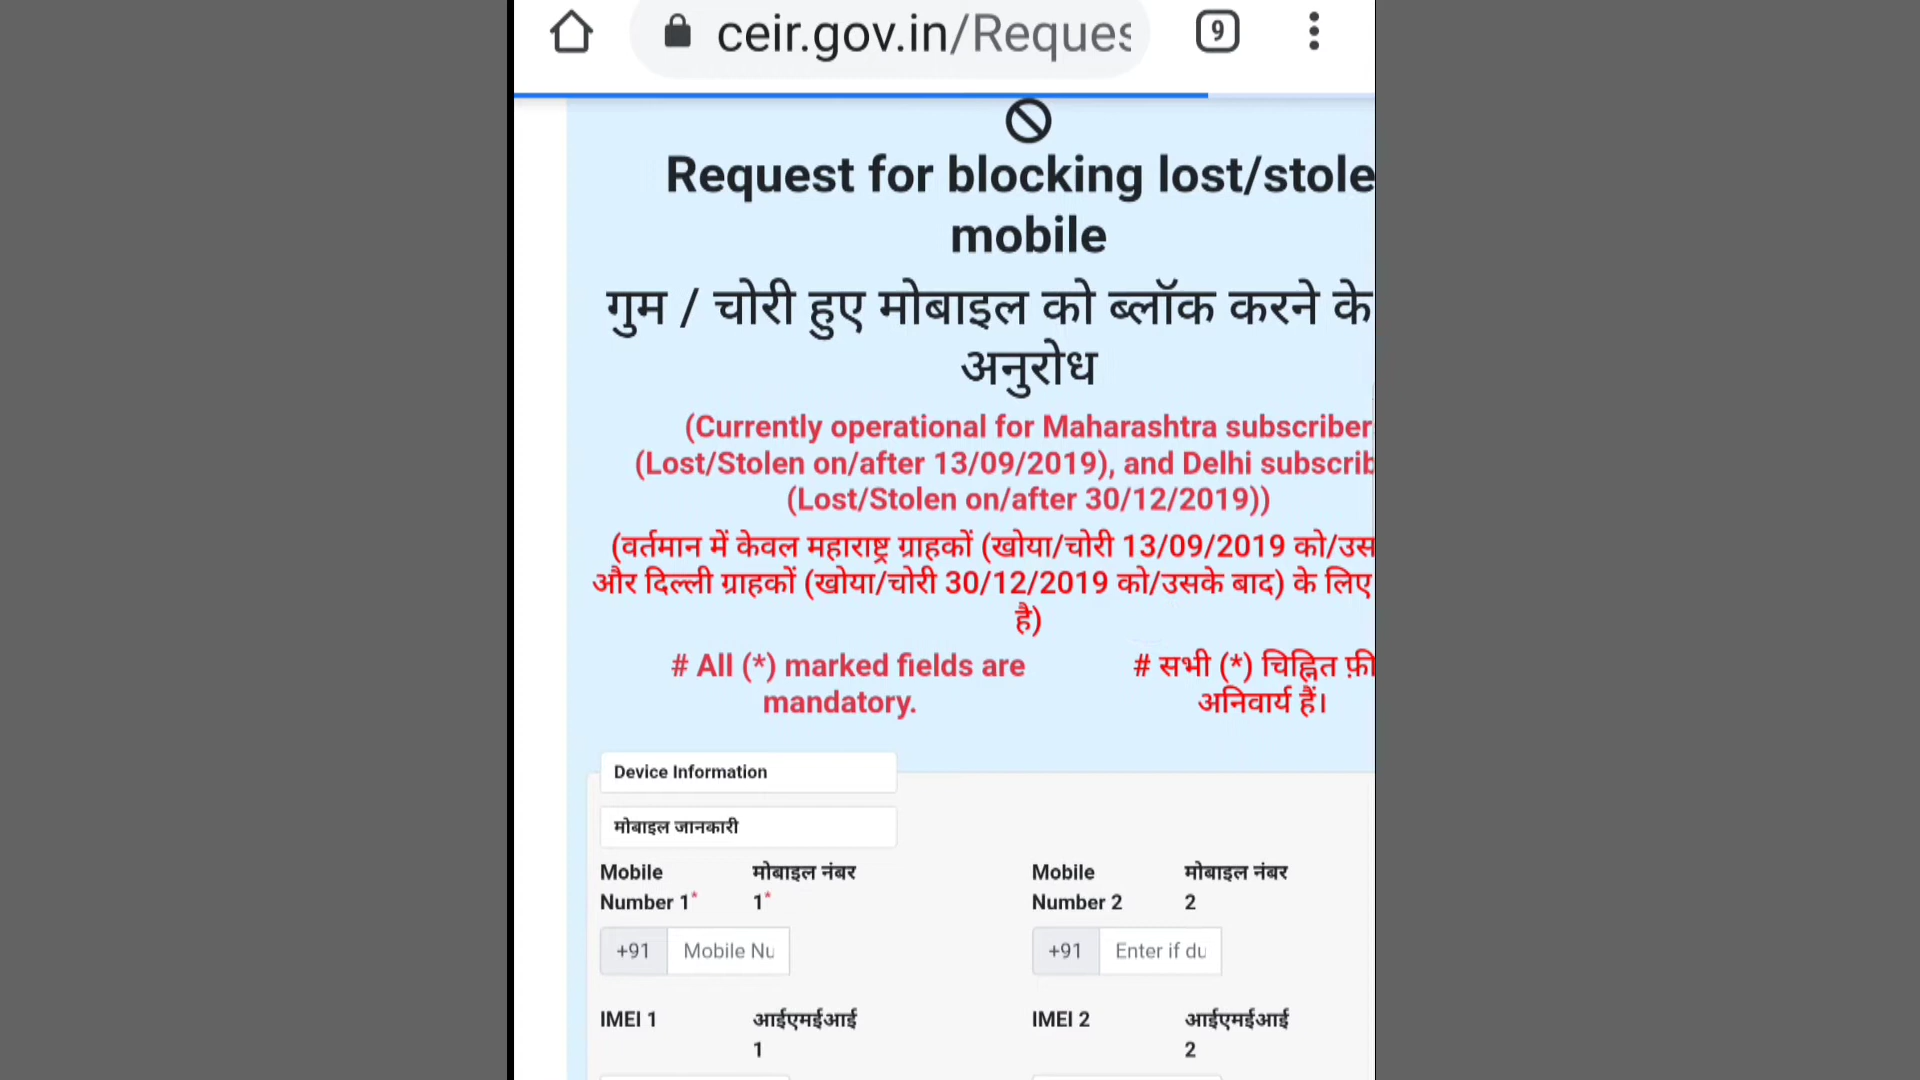 ceir.gov.in/Reques
9
Request for blocking lost/stole
mobile
गुम / चोरी हुए मोबाइल को ब्लॉक करने के
अनुरोध
(Currently operational for Maharashtra subscriber
(Lost/Stolen on/after 13/09/2019), and Delhi subscrib
(Lost/Stolen on/after 30/12/2019))
(वर्तमान में केवल महाराष्ट्र ग्राहकों (खोया/चोरी 13/09/2019 को/उस
और दिल्ली ग्राहकों (खोया/चोरी 30/12/2019 को/उसके बाद) के लिए
है)
# All (*) marked fields are
mandatory.
# सभी (*) चिह्नित फ़ी
अनिवार्य हैं।
Device Information
मोबाइल जानकारी
Mobile
Number 1*
मोबाइल नंबर
1*
Mobile
Number 2
मोबाइल नंबर
2
+91 Mobile Nu
+91 Enter if du
IMEI 1
आईएमईआई
1
IMEI 2
आईएमईआई
2